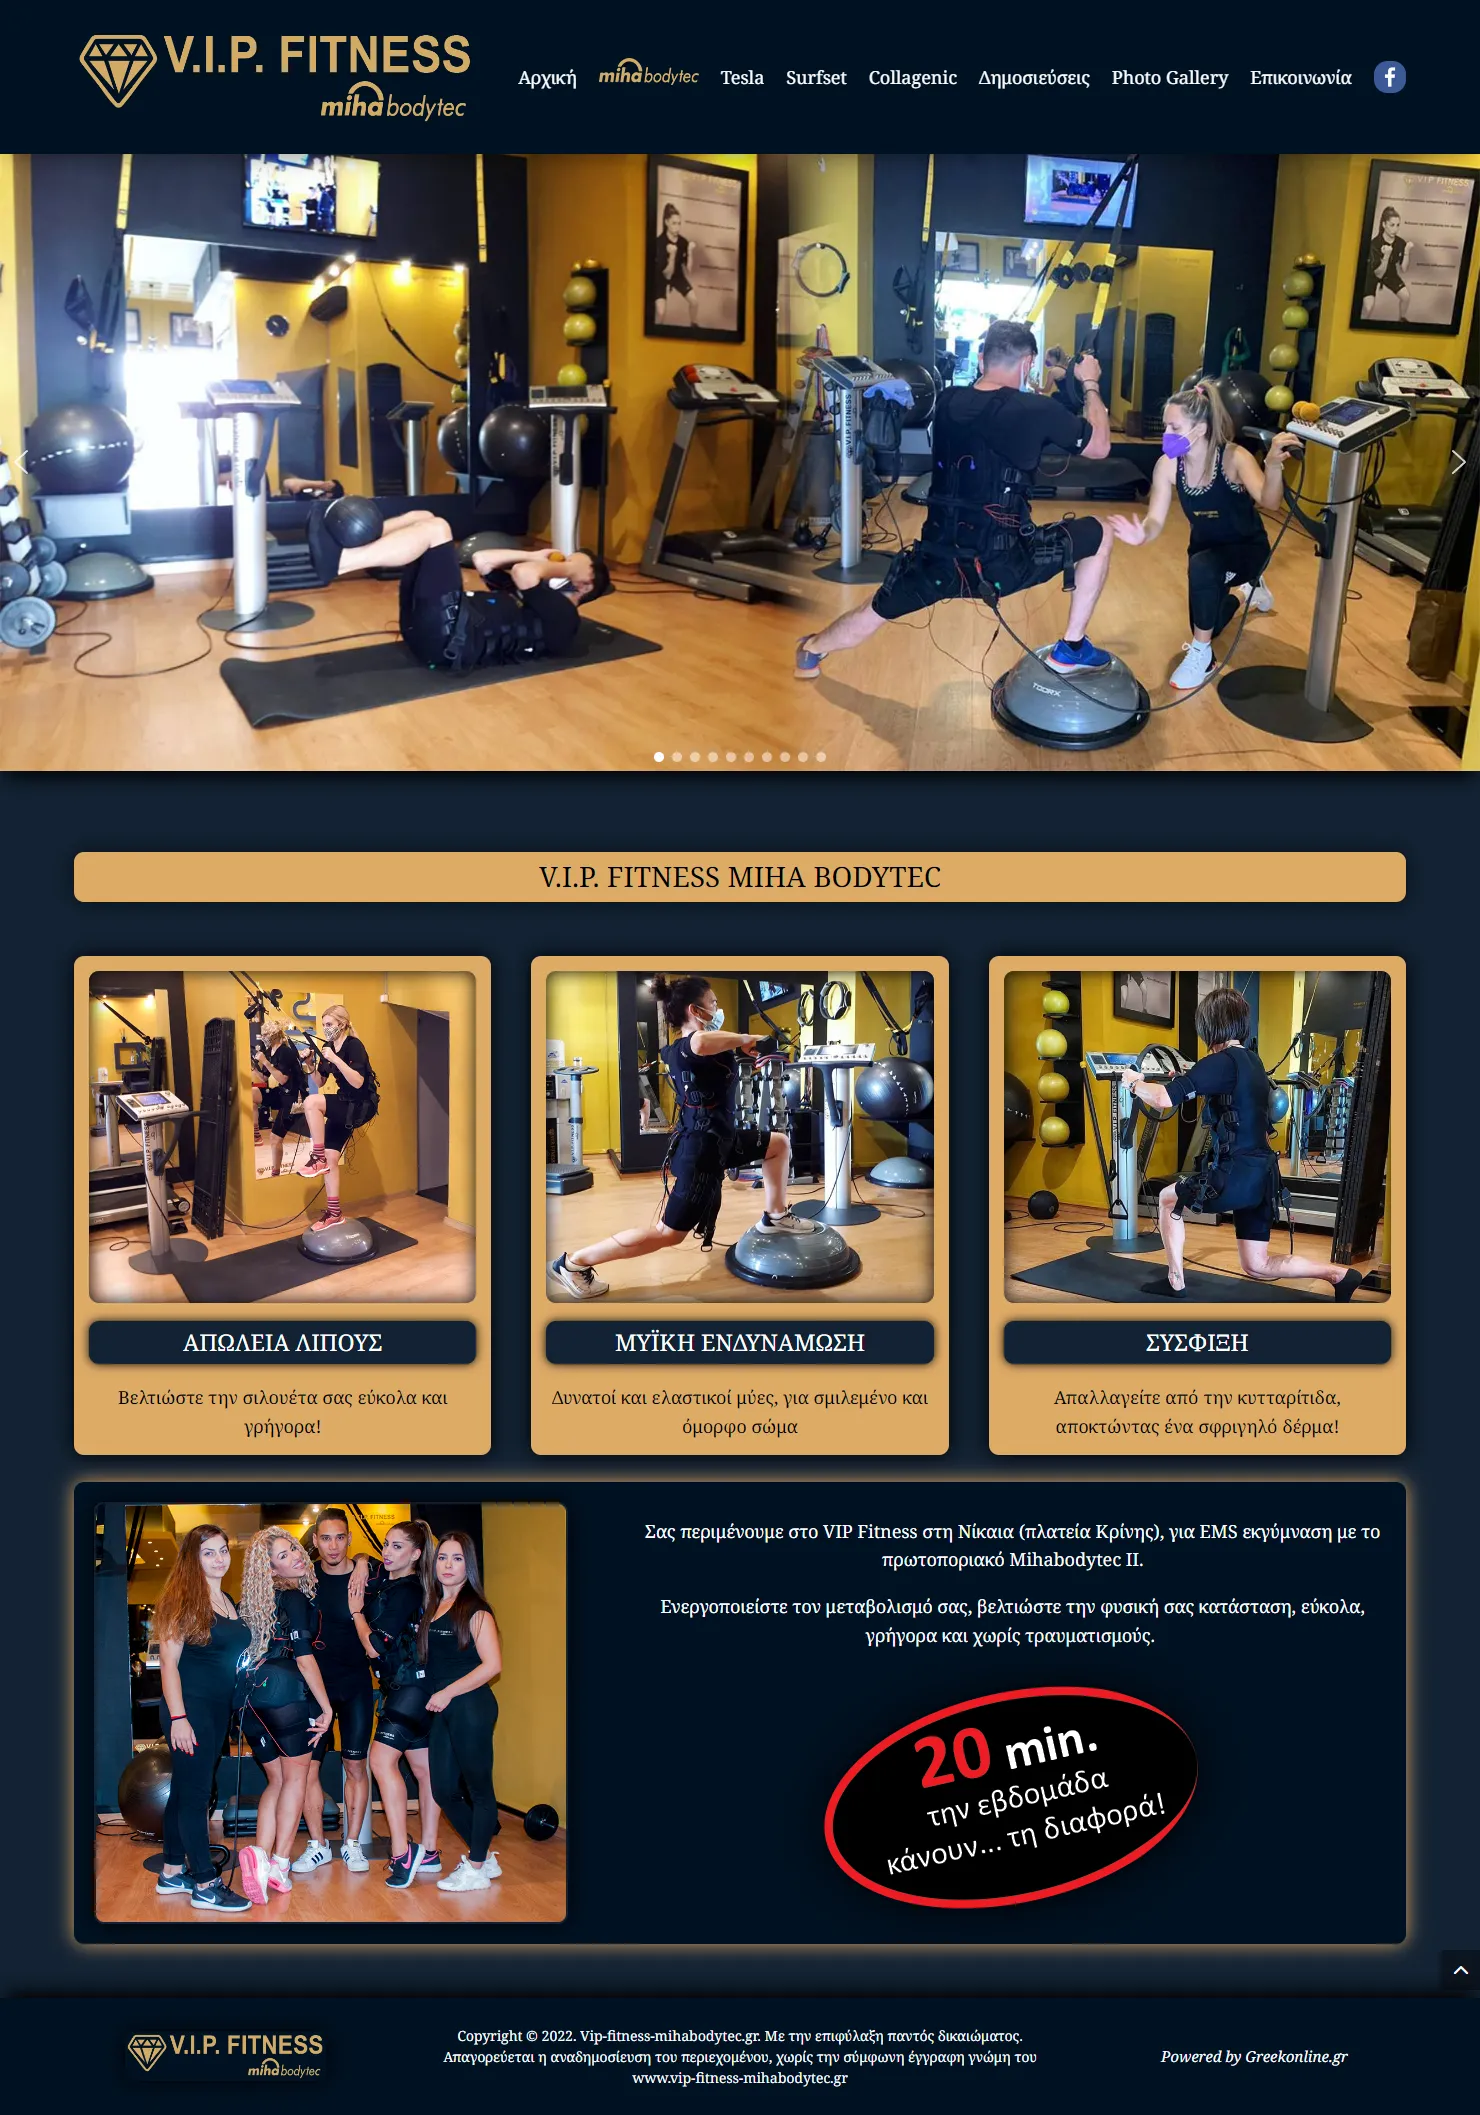 V.I.P. FITNESS
miha bodytec
Αρχική
miha bodytec
Tesla
Surfset
Collagenic
Δημοσιεύσεις
Photo Gallery
Επικοινωνία
V.I.P. FITNESS
V.I.P. FITNESS
TOORX
V.I.P. FITNESS MIHA BODYTEC
ΑΠΩΛΕΙΑ ΛΙΠΟΥΣ
Βελτιώστε την σιλουέτα σας εύκολα και
γρήγορα!
ΜΥΪΚΗ ΕΝΔΥΝΑΜΩΣΗ
Δυνατοί και ελαστικοί μύες, για σμιλεμένο και
όμορφο σώμα
ΣΥΣΦΙΞΗ
Απαλλαγείτε από την κυτταρίτιδα,
αποκτώντας ένα σφριγηλό δέρμα!
Σας περιμένουμε στο VIP Fitness στη Νίκαια (πλατεία Κρίνης), για EMS εκγύμναση με το
πρωτοποριακό Mihabodytec II.
Ενεργοποιείστε τον μεταβολισμό σας, βελτιώστε την φυσική σας κατάσταση, εύκολα,
γρήγορα και χωρίς τραυματισμούς.
20 min.
την εβδομάδα
κάνουν... τη διαφορά!
V.I.P. FITNESS
miha bodytec
Copyright © 2022. Vip-fitness-mihabodytec.gr. Με την επιφύλαξη παντός δικαιώματος.
Απαγορεύεται η αναδημοσίευση του περιεχομένου, χωρίς την σύμφωνη έγγραφη γνώμη του
www.vip-fitness-mihabodytec.gr
Powered by Greekonline.gr